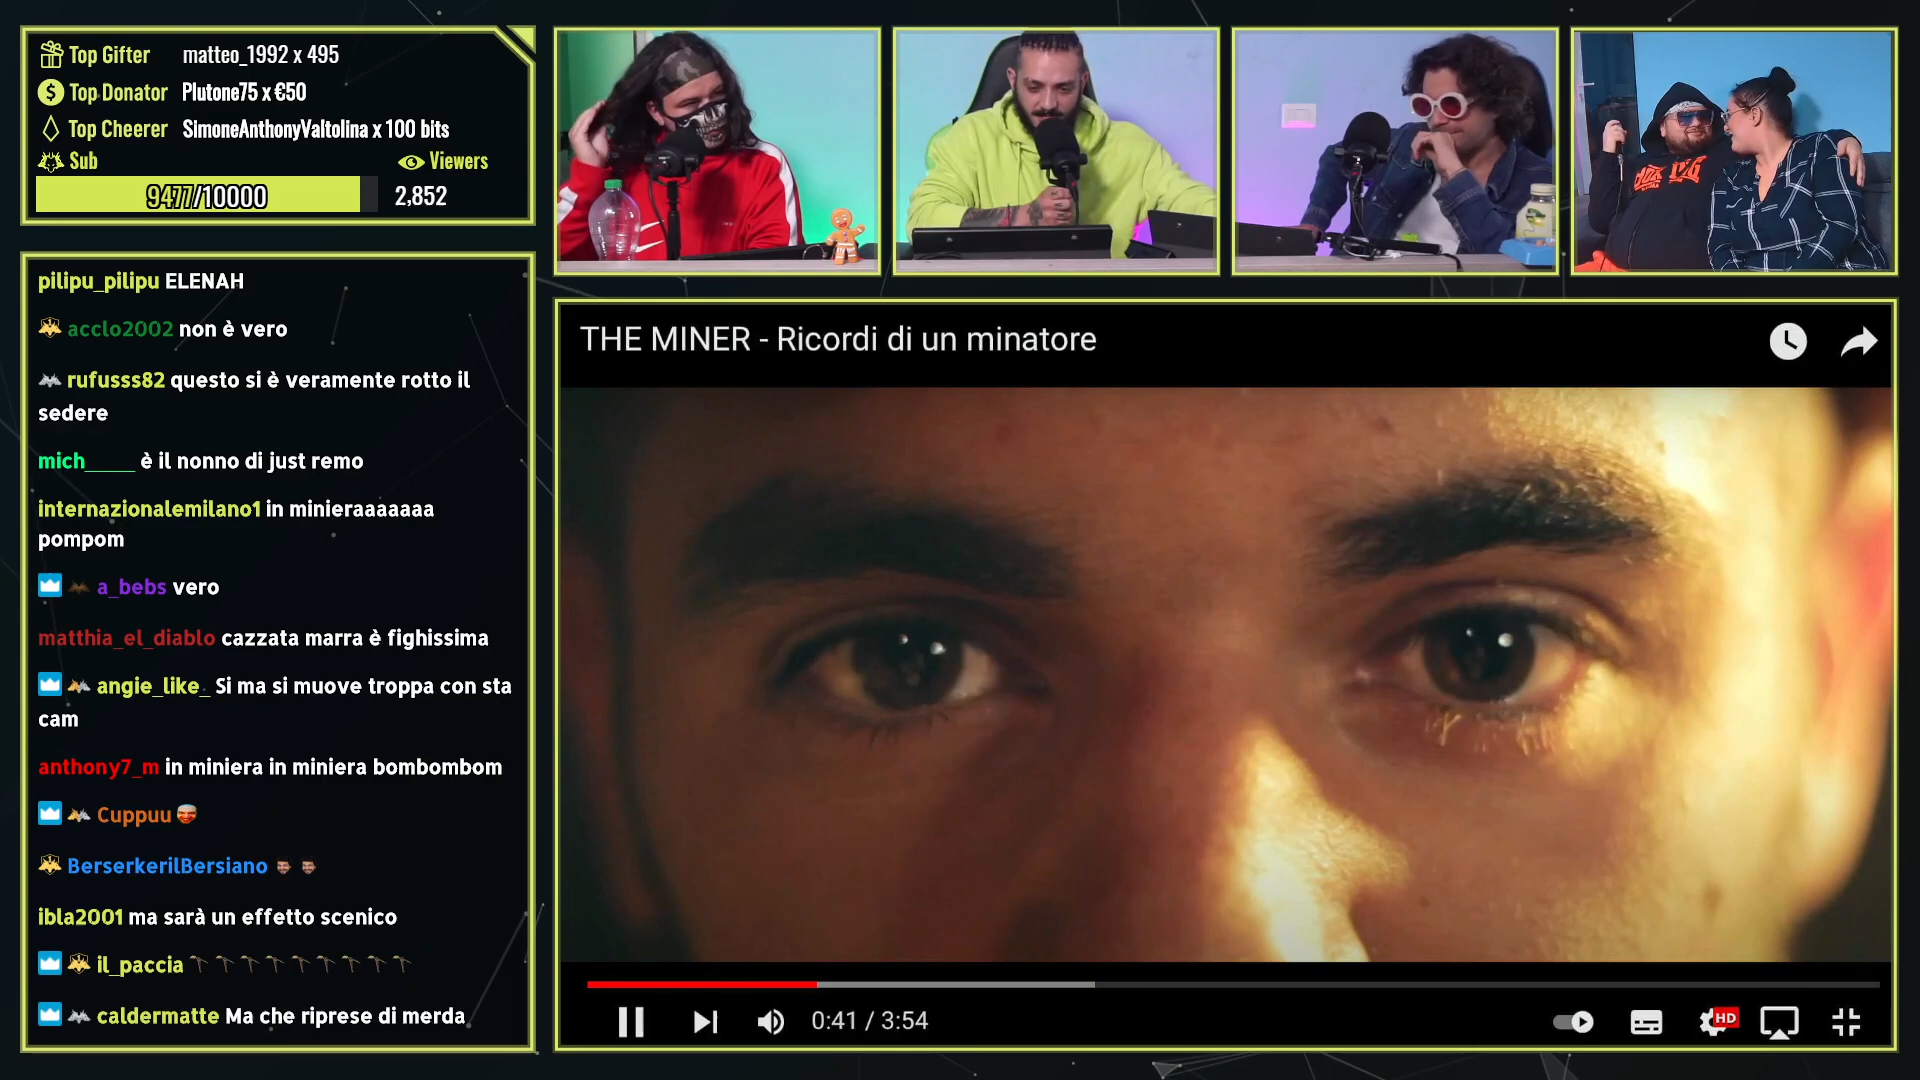 Top Gifter matteo_1992 x 495
Top Donator Plutone75 x €50
Top Cheerer SimoneAnthonyValtolina x 100 bits
Sub Viewers
9477/10000 2,852
pilipu_pilipu ELENAH
acclo2002 non è vero
rufusss82 questo si è veramente rotto il
sedere
mich_____ è il nonno di just remo
internazionalemilano1 in minieraaaaaaa
pompom
a_bebs vero
matthia_el_diablo cazzata marra è fighissima
angie_like_ Si ma si muove troppa con sta
cam
anthony7_m in miniera in miniera bombombom
Cuppuu
BerserkerilBersiano
ibla2001 ma sarà un effetto scenico
il_paccia
caldermatte Ma che riprese di merda
THE MINER - Ricordi di un minatore
0:41 / 3:54
HD